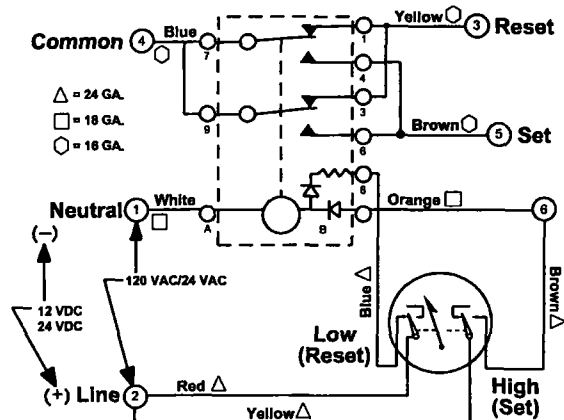 Common 4 Blue 7
1 Yellow 3 Reset
4
△ = 24 GA.
□ = 18 GA.
⬡ = 16 GA.
9
3
6 Brown 5 Set
Neutral 1 White A
B
Orange 6
(–)
120 VAC/24 VAC
12 VDC
24 VDC
Blue
Brown
Low
(Reset)
High
(Set)
(+) Line 2 Red
Yellow